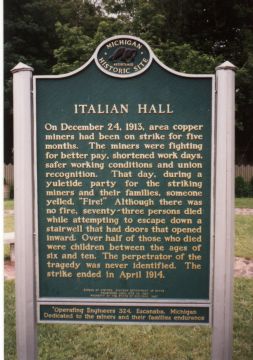 MICHIGAN
HISTORIC SITE
ITALIAN HALL
On December 24, 1913, area copper
miners had been on strike for five
months. The miners were fighting
for better pay, shortened work days,
safer working conditions and union
recognition. That day, during a
yuletide party for the striking
miners and their families, someone
yelled, "Fire!" Although there was
no fire, seventy-three persons died
while attempting to escape down a
stairwell that had doors that opened
inward. Over half of those who died
were children between the ages of
six and ten. The perpetrator of the
tragedy was never identified. The
strike ended in April 1914.
"Operating Engineers 324, Escanaba, Michigan
Dedicated to the miners and their families endurance